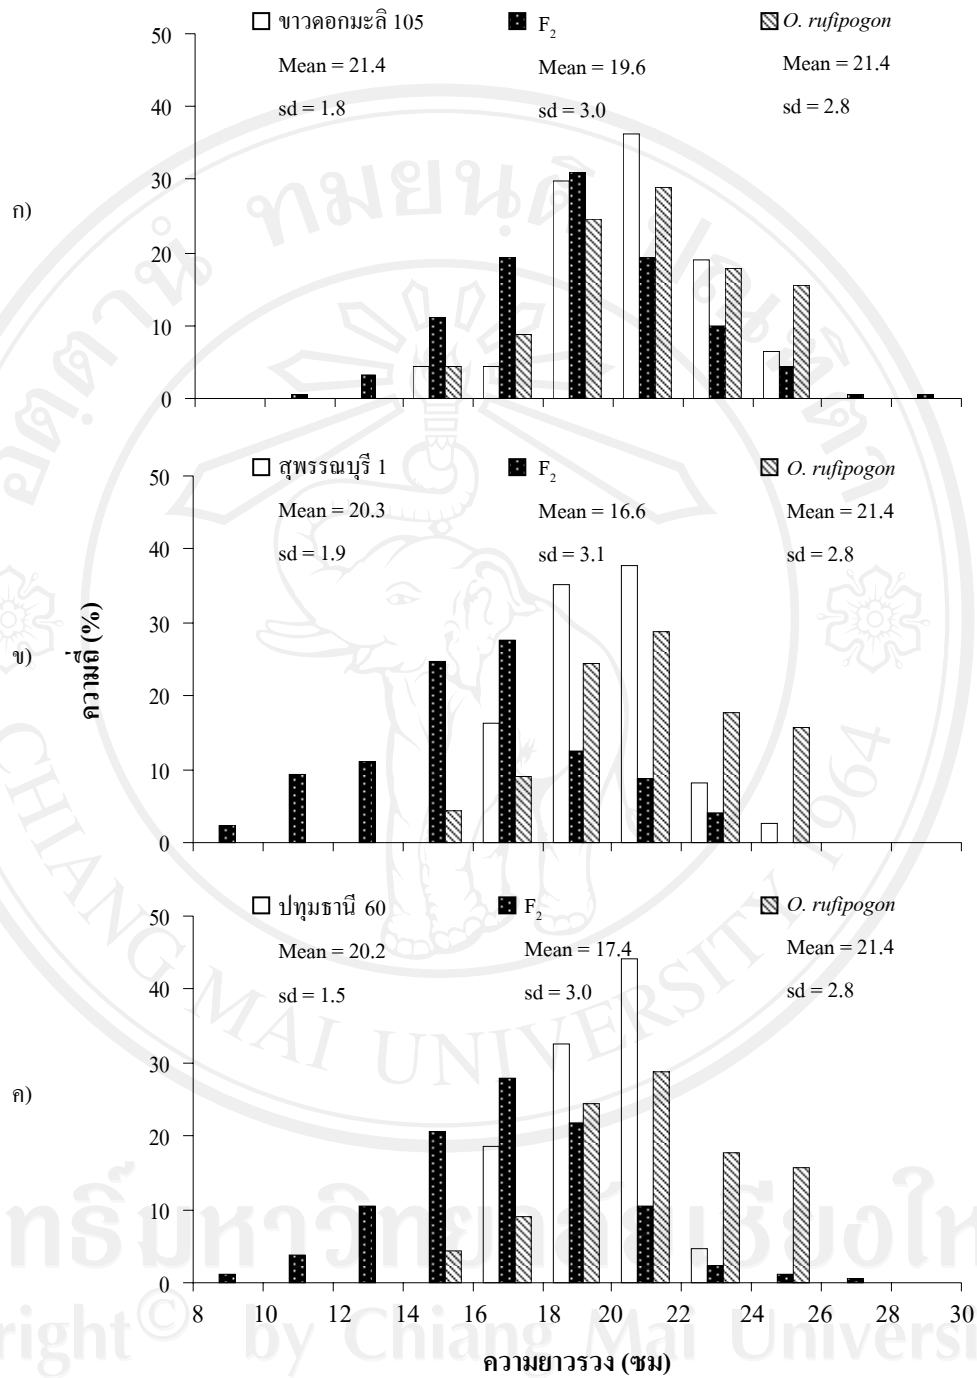 ก)
50
40
30
20
10
0
ขาวดอกมะลิ 105
Mean = 21.4
sd = 1.8
F2
Mean = 19.6
sd = 3.0
O. rufipogon
Mean = 21.4
sd = 2.8
ความถี่ (%)
ข)
50
40
30
20
10
0
สุพรรณบุรี 1
Mean = 20.3
sd = 1.9
F2
Mean = 16.6
sd = 3.1
O. rufipogon
Mean = 21.4
sd = 2.8
ค)
50
40
30
20
10
0
ปทุมธานี 60
Mean = 20.2
sd = 1.5
F2
Mean = 17.4
sd = 3.0
O. rufipogon
Mean = 21.4
sd = 2.8
8 10 12 14 16 18 20 22 24 26 28 30
ความยาวรวง (ซม)
CHIANG MAI UNIVERSITY 1964
right © by Chiang Mai Universi